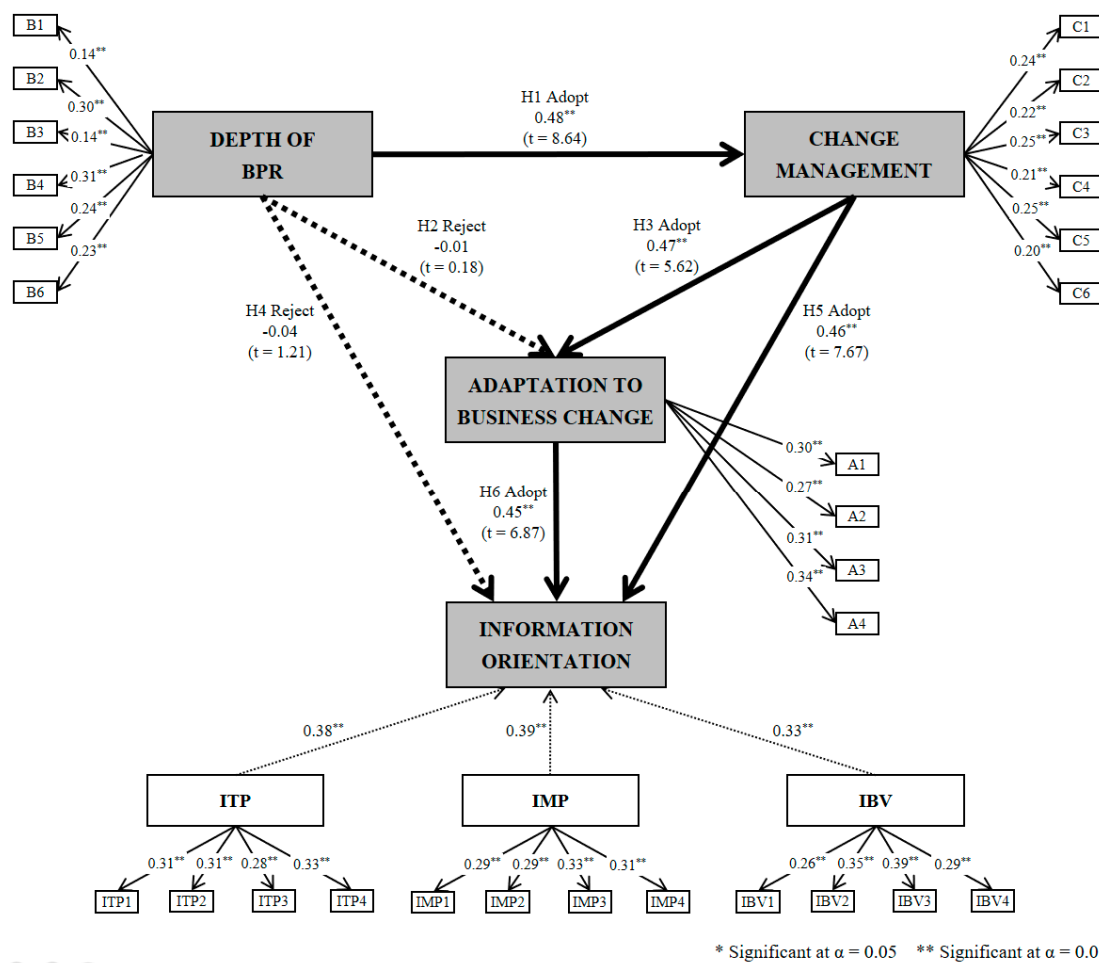 B1
0.14**
B2
0.30**
B3
0.14**
B4
0.31**
B5
0.24**
B6
0.23**
DEPTH OF
BPR
H1 Adopt
0.48**
(t = 8.64)
CHANGE
MANAGEMENT
C1
0.24**
C2
0.22**
C3
0.25**
C4
0.21**
C5
0.25**
C6
0.20**
H2 Reject
-0.01
(t = 0.18)
H3 Adopt
0.47**
(t = 5.62)
H4 Reject
-0.04
(t = 1.21)
H5 Adopt
0.46**
(t = 7.67)
ADAPTATION TO
BUSINESS CHANGE
0.30**
A1
0.27**
A2
0.31**
A3
0.34**
A4
H6 Adopt
0.45**
(t = 6.87)
INFORMATION
ORIENTATION
0.38**
0.39**
0.33**
ITP
IMP
IBV
0.31** 0.31** 0.28** 0.33**
0.29** 0.29** 0.33** 0.31**
0.26** 0.35** 0.39** 0.29**
ITP1 ITP2 ITP3 ITP4
IMP1 IMP2 IMP3 IMP4
IBV1 IBV2 IBV3 IBV4
* Significant at α = 0.05 ** Significant at α = 0.0